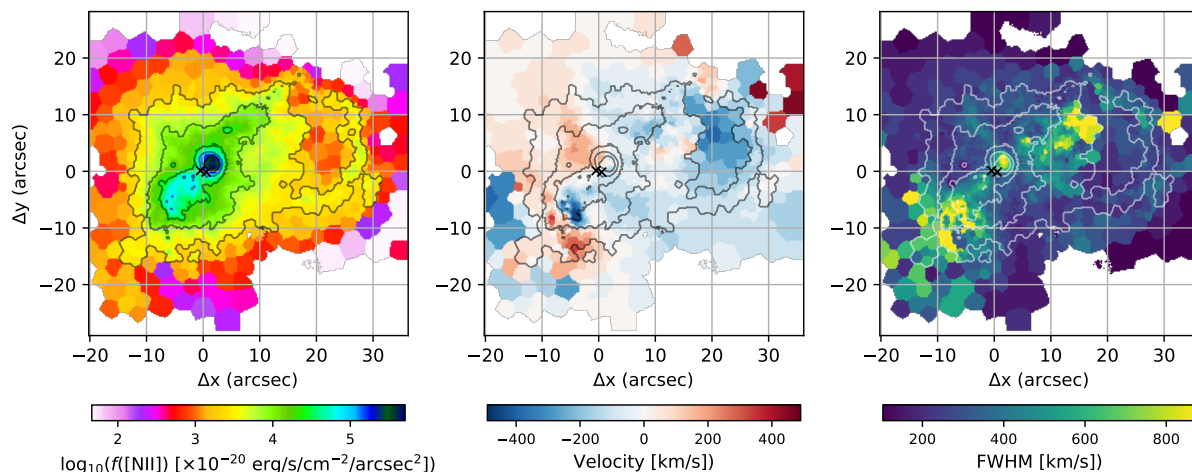 20
10
0
−10
−20
Δy (arcsec)
−20 −10 0 10 20 30
Δx (arcsec)
2 3 4 5
log₁₀(f([NII]) [×10⁻²⁰ erg/s/cm⁻²/arcsec²])
20
10
0
−10
−20
−20 −10 0 10 20 30
Δx (arcsec)
−400 −200 0 200 400
Velocity [km/s]
20
10
0
−10
−20
−20 −10 0 10 20 30
Δx (arcsec)
200 400 600 800
FWHM [km/s])